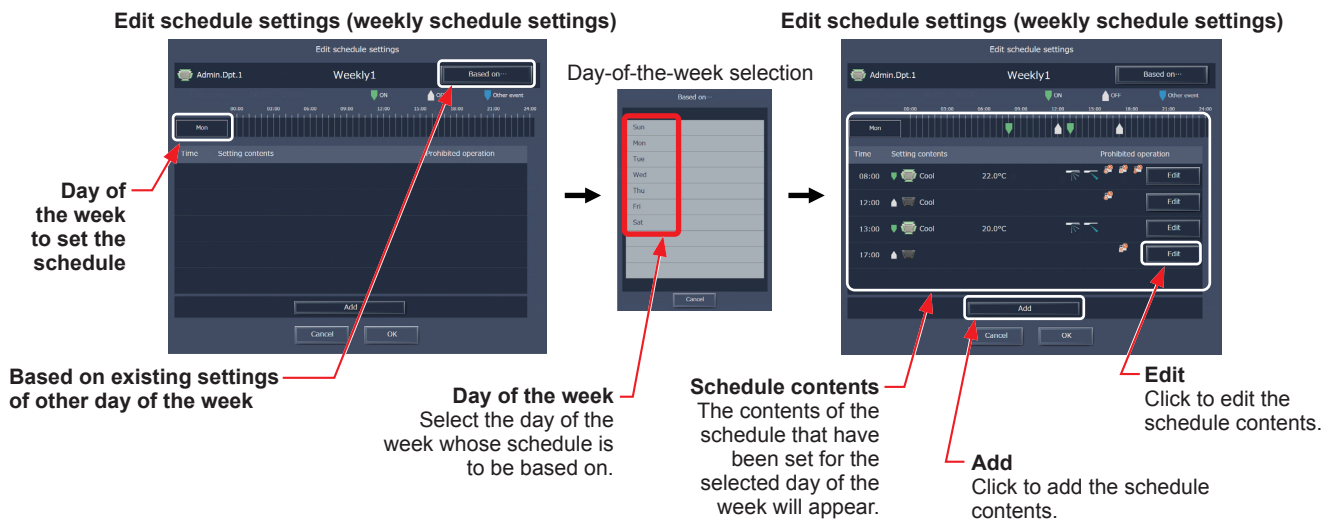 Edit schedule settings (weekly schedule settings)
Edit schedule settings
Admin.Dpt.1 Weekly1 Based on···
ON OFF Other event
00:00 03:00 06:00 09:00 12:00 15:00 18:00 21:00 24:00
Mon
Time Setting contents Prohibited operation
Add
Cancel OK
Day of
the week
to set the
schedule
Based on existing settings
of other day of the week
Day-of-the-week selection
Based on···
Sun
Mon
Tue
Wed
Thu
Fri
Sat
Cancel
Day of the week
Select the day of the
week whose schedule is
to be based on.
Edit schedule settings (weekly schedule settings)
Edit schedule settings
Admin.Dpt.1 Weekly1 Based on···
ON OFF Other event
00:00 03:00 06:00 09:00 12:00 15:00 18:00 21:00 24:00
Mon
Time Setting contents Prohibited operation
08:00 Cool 22.0°C Edit
12:00 Cool Edit
13:00 Cool 20.0°C Edit
17:00 Edit
Add
Cancel OK
Schedule contents
The contents of the
schedule that have
been set for the
selected day of the
week will appear.
Add
Click to add the schedule
contents.
Edit
Click to edit the
schedule contents.